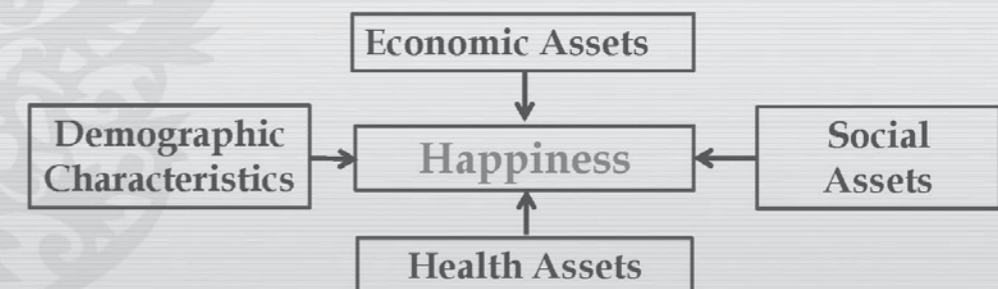 Economic Assets
Demographic
Characteristics
Happiness
Social
Assets
Health Assets